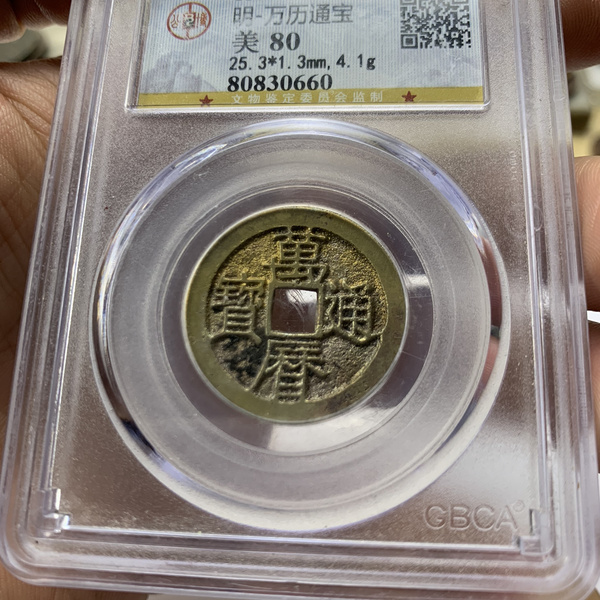 明-万历通宝
美 80
25.3*1.3mm,4.1g
80830660
文物鉴定委员会监制
萬曆通寶
GBCA